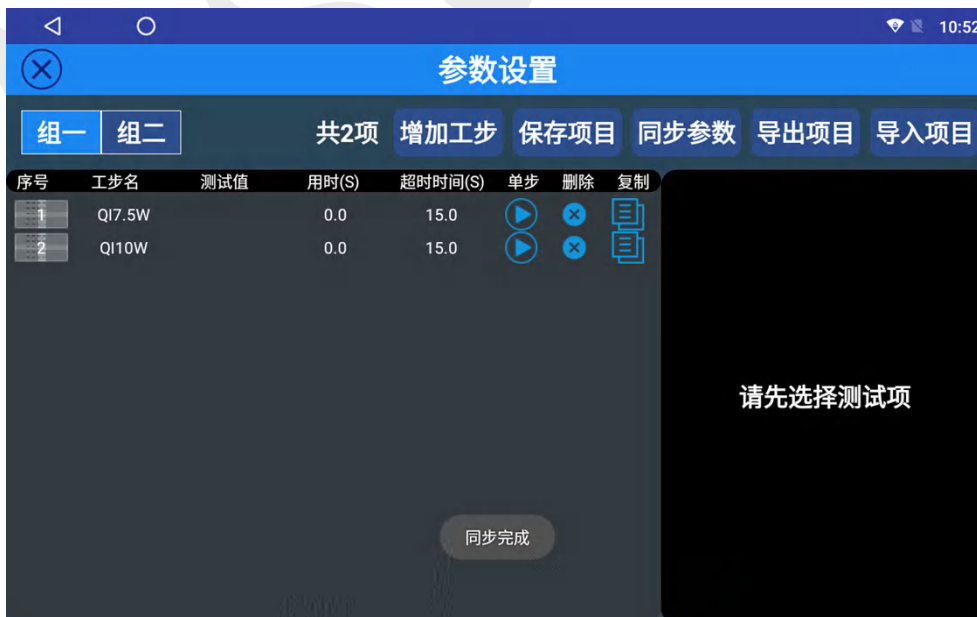 10:52
参数设置
组一 组二 共2项 增加工步 保存项目 同步参数 导出项目 导入项目
序号 工步名 测试值 用时(S) 超时时间(S) 单步 删除 复制
1 QI7.5W 0.0 15.0
2 QI10W 0.0 15.0
请先选择测试项
同步完成